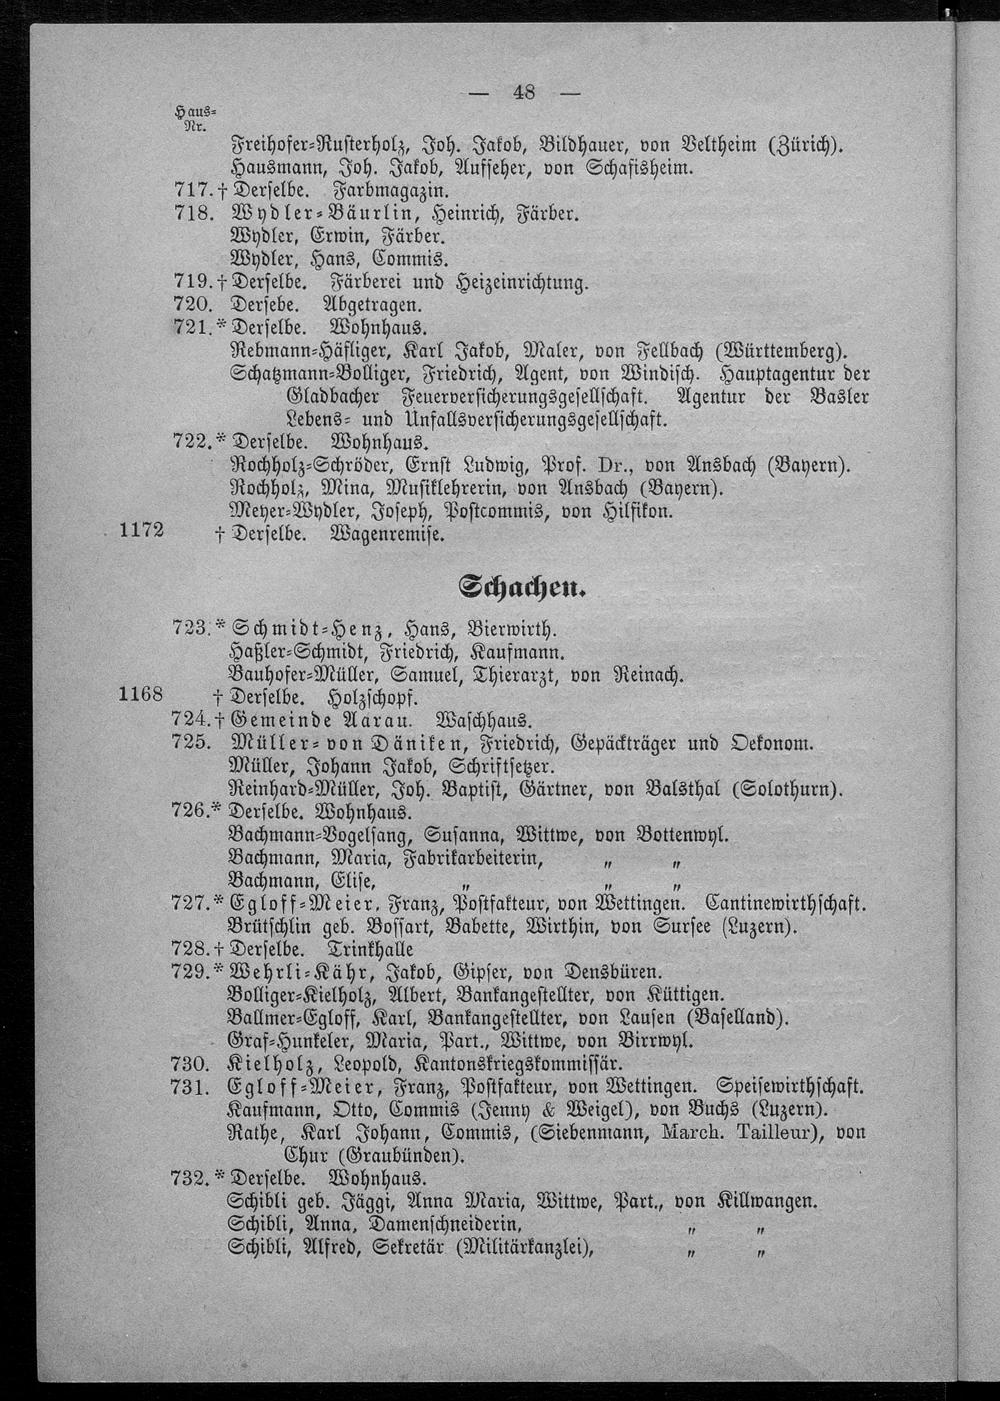 — 48 —
Haus-
Nr.
Freihofer-Rusterholz, Joh. Jakob, Bildhauer, von Veltheim (Zürich).
Hausmann, Joh. Jakob, Aufseher, von Schafisheim.
717. † Derselbe. Farbmagazin.
718. Wydler-Bäurlin, Heinrich, Färber.
Wydler, Erwin, Färber.
Wydler, Hans, Commis.
719. † Derselbe. Färberei und Heizeinrichtung.
720. Dersebe. Abgetragen.
721. * Derselbe. Wohnhaus.
Rebmann-Häfliger, Karl Jakob, Maler, von Fellbach (Württemberg).
Schatzmann-Bolliger, Friedrich, Agent, von Windisch. Hauptagentur der
Gladbacher Feuerversicherungsgesellschaft. Agentur der Basler
Lebens- und Unfallsversicherungsgesellschaft.
722. * Derselbe. Wohnhaus.
Rochholz-Schröder, Ernst Ludwig, Prof. Dr., von Ansbach (Bayern).
Rochholz, Mina, Musiklehrerin, von Ansbach (Bayern).
Meyer-Wydler, Joseph, Postcommis, von Hilfikon.
1172 † Derselbe. Wagenremise.
Schachen.
723. * Schmidt-Henz, Hans, Bierwirth.
Haßler-Schmidt, Friedrich, Kaufmann.
Bauhofer-Müller, Samuel, Thierarzt, von Reinach.
1168 † Derselbe. Holzschopf.
724. † Gemeinde Aarau. Waschhaus.
725. Müller-von Däniken, Friedrich, Gepäckträger und Oekonom.
Müller, Johann Jakob, Schriftsetzer.
Reinhard-Müller, Joh. Baptist, Gärtner, von Balsthal (Solothurn).
726. * Derselbe. Wohnhaus.
Bachmann-Vogelsang, Susanna, Wittwe, von Bottenwyl.
Bachmann, Maria, Fabrikarbeiterin, „ „
Bachmann, Elise, „ „ „
727. * Egloff-Meier, Franz, Postfakteur, von Wettingen. Cantinewirthschaft.
Brütschlin geb. Bossart, Babette, Wirthin, von Sursee (Luzern).
728. † Derselbe. Trinkhalle
729. * Wehrli-Kähr, Jakob, Gipser, von Densbüren.
Bolliger-Kielholz, Albert, Bankangestellter, von Küttigen.
Ballmer-Egloff, Karl, Bankangestellter, von Lausen (Baselland).
Graf-Hunkeler, Maria, Part., Wittwe, von Birrwyl.
730. Kielholz, Leopold, Kantonskriegskommissär.
731. Egloff-Meier, Franz, Postfakteur, von Wettingen. Speisewirthschaft.
Kaufmann, Otto, Commis (Jenny & Weigel), von Buchs (Luzern).
Rathe, Karl Johann, Commis, (Siebenmann, March. Tailleur), von
Chur (Graubünden).
732. * Derselbe. Wohnhaus.
Schibli geb. Jäggi, Anna Maria, Wittwe, Part., von Killwangen.
Schibli, Anna, Damenschneiderin, „ „
Schibli, Alfred, Sekretär (Militärkanzlei), „ „